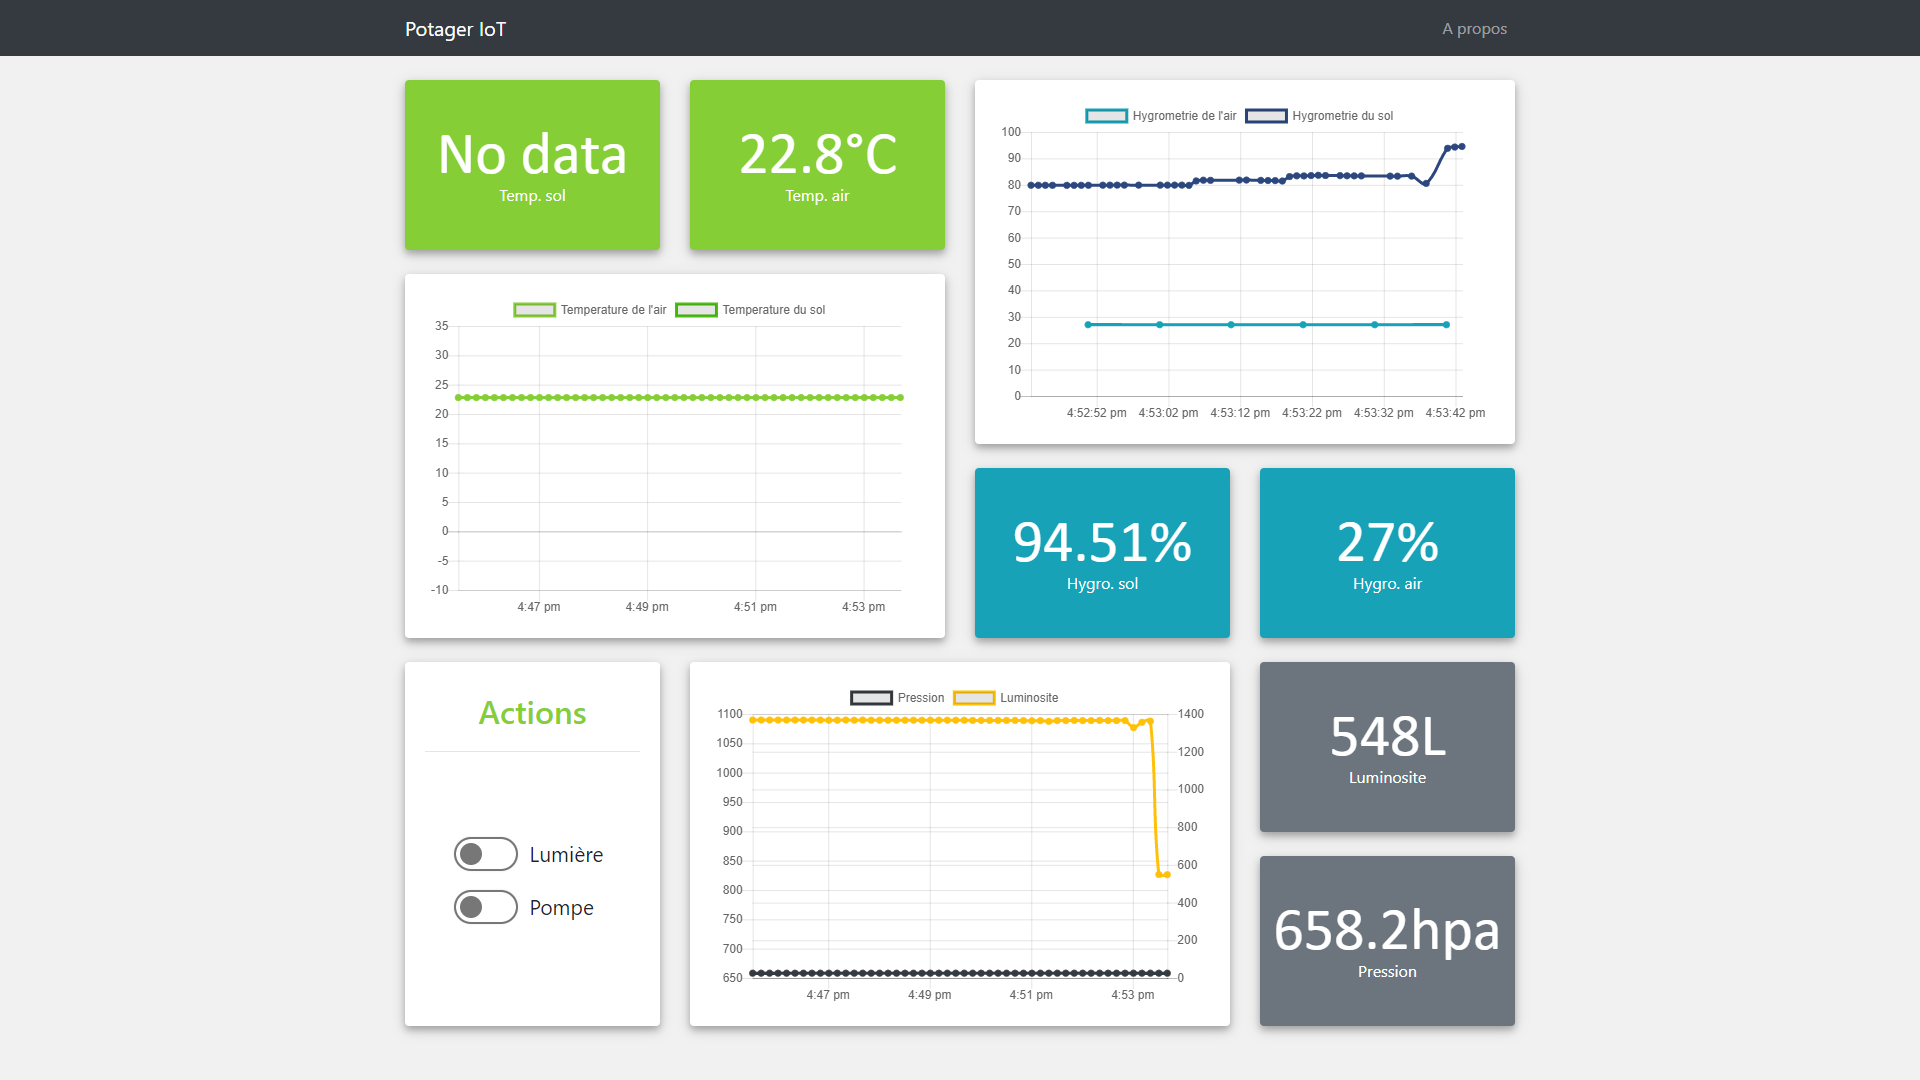 Potager IoT
A propos
No data
Temp. sol
22.8°C
Temp. air
Hygrometrie de l'air
Hygrometrie du sol
100
90
80
70
60
50
40
30
20
10
0
4:52:52 pm
4:53:02 pm
4:53:12 pm
4:53:22 pm
4:53:32 pm
4:53:42 pm
Temperature de l'air
Temperature du sol
35
30
25
20
15
10
5
0
-5
-10
4:47 pm
4:49 pm
4:51 pm
4:53 pm
94.51%
Hygro. sol
27%
Hygro. air
Actions
Lumière
Pompe
Pression
Luminosite
1100
1050
1000
950
900
850
800
750
700
650
1400
1200
1000
800
600
400
200
0
4:47 pm
4:49 pm
4:51 pm
4:53 pm
548L
Luminosite
658.2hpa
Pression